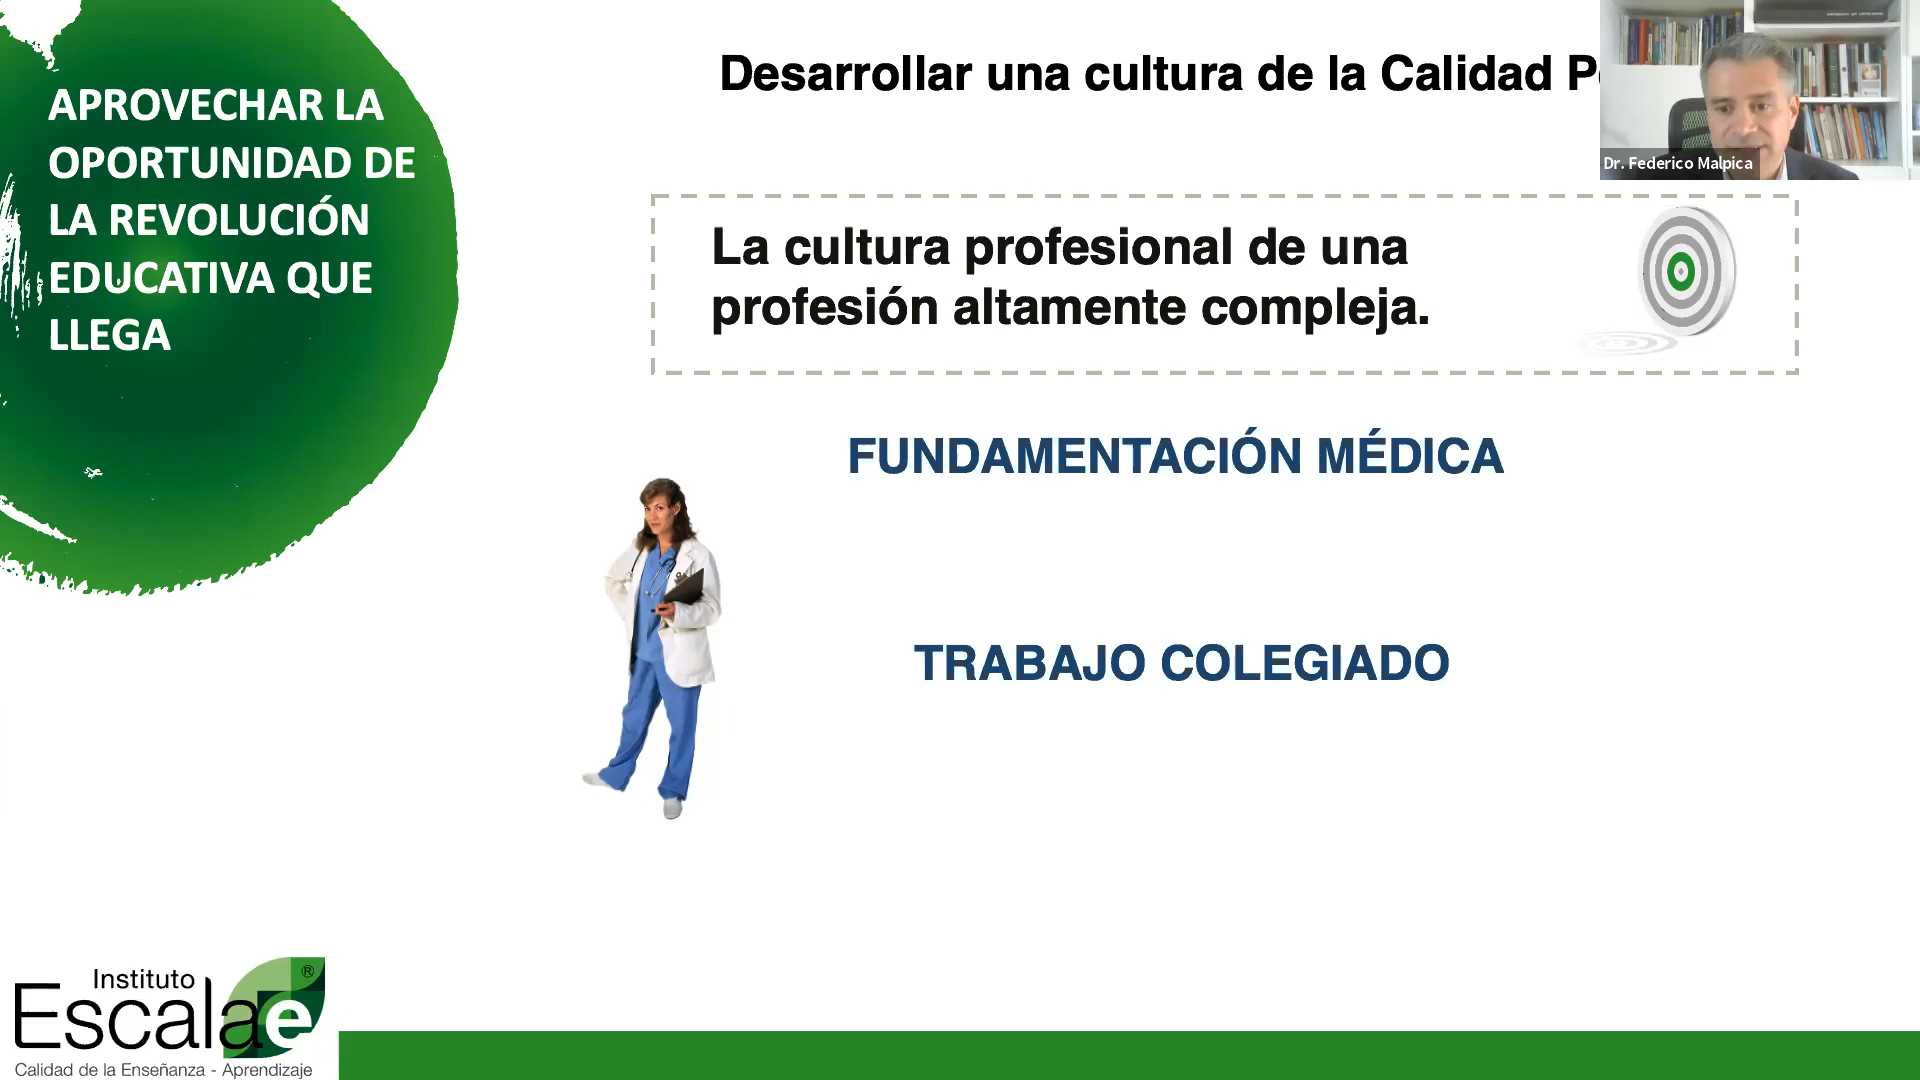 APROVECHAR LA
OPORTUNIDAD DE
LA REVOLUCIÓN
EDUCATIVA QUE
LLEGA
Desarrollar una cultura de la Calidad
Dr. Federico Malpica
La cultura profesional de una
profesión altamente compleja.
FUNDAMENTACIÓN MÉDICA
TRABAJO COLEGIADO
Instituto
Escalae ®
Calidad de la Enseñanza - Aprendizaje